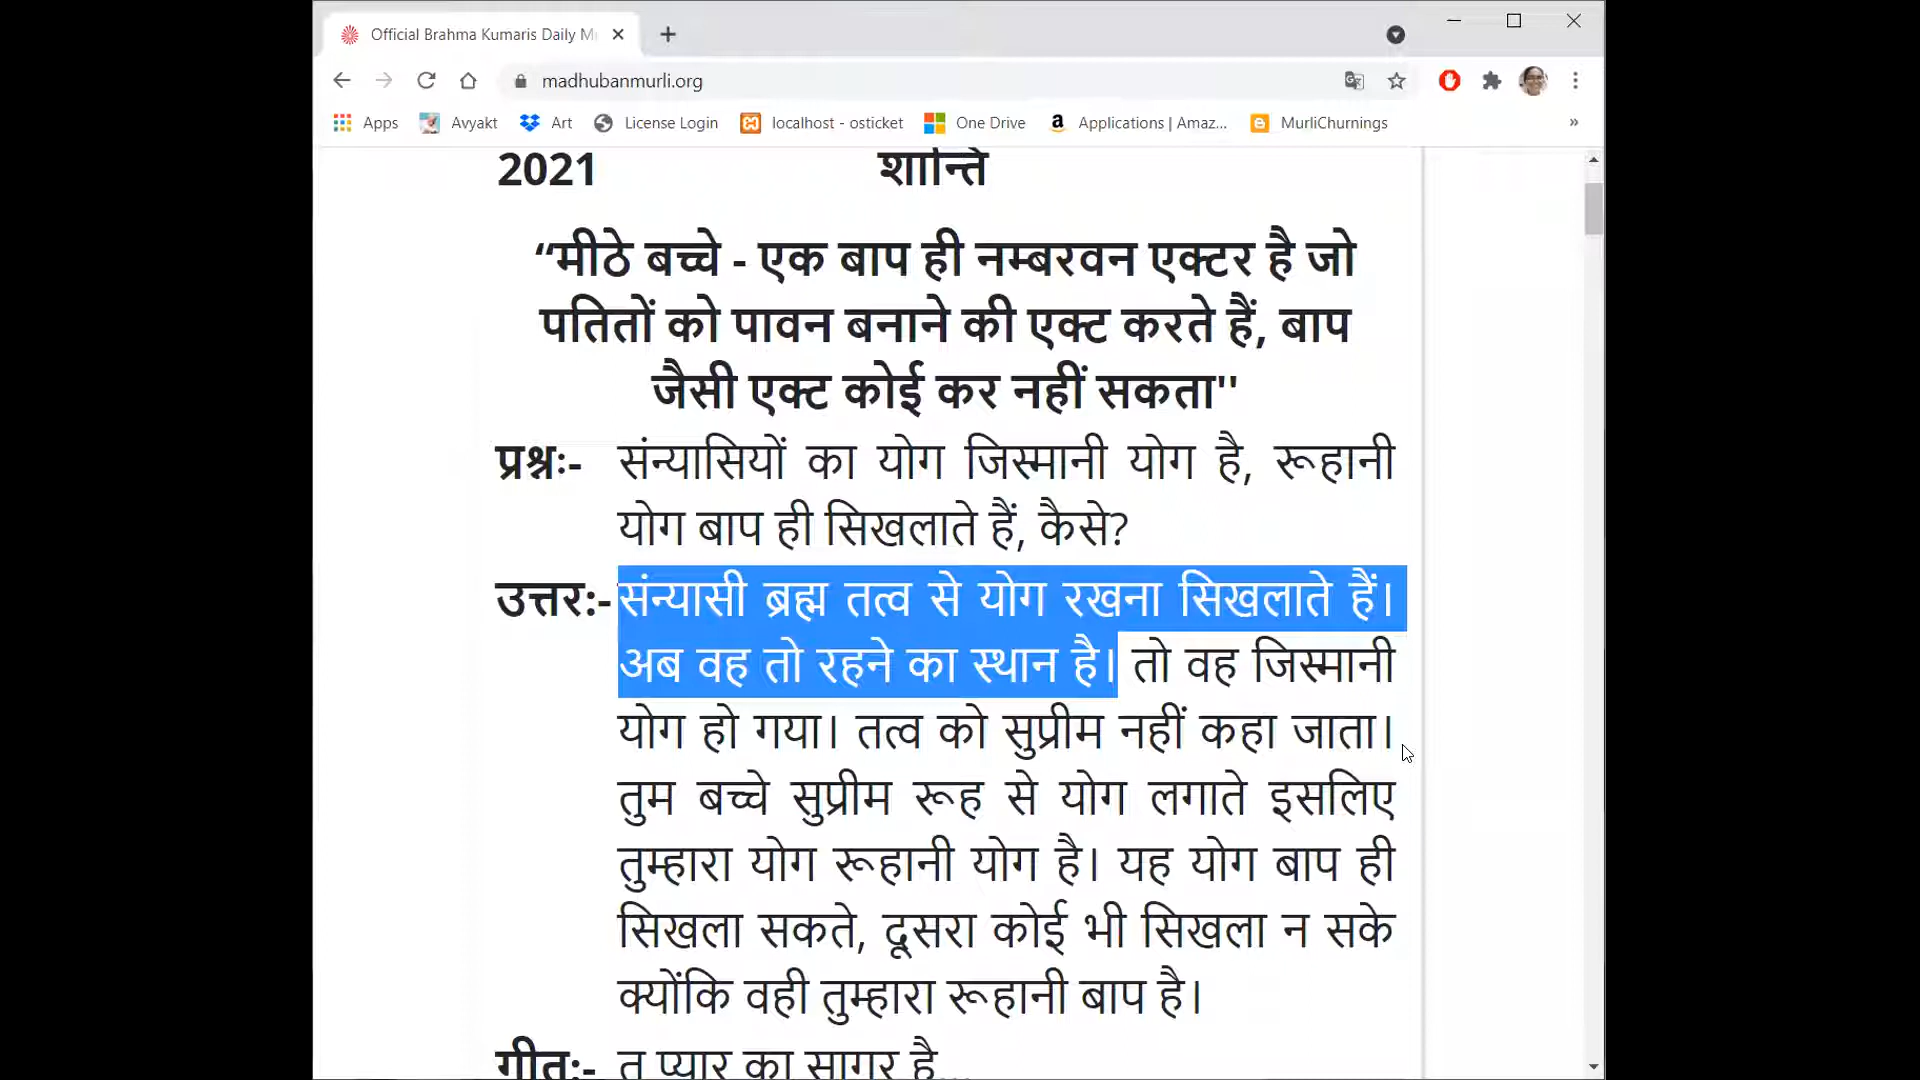 Official Brahma Kumaris Daily M
madhubanmurli.org
Apps Avyakt Art License Login localhost - osticket One Drive Applications | Amaz... MurliChurnings »
2021 शान्ति
“मीठे बच्चे - एक बाप ही नम्बरवन एक्टर है जो
पतितों को पावन बनाने की एक्ट करते हैं, बाप
जैसी एक्ट कोई कर नहीं सकता''
प्रश्नः- संन्यासियों का योग जिस्मानी योग है, रूहानी
योग बाप ही सिखलाते हैं, कैसे?
उत्तरः- संन्यासी ब्रह्म तत्व से योग रखना सिखलाते हैं।
अब वह तो रहने का स्थान है। तो वह जिस्मानी
योग हो गया। तत्व को सुप्रीम नहीं कहा जाता।
तुम बच्चे सुप्रीम रूह से योग लगाते इसलिए
तुम्हारा योग रूहानी योग है। यह योग बाप ही
सिखला सकते, दूसरा कोई भी सिखला न सके
क्योंकि वही तुम्हारा रूहानी बाप है।
गीतः- तू प्यार का सागर है...